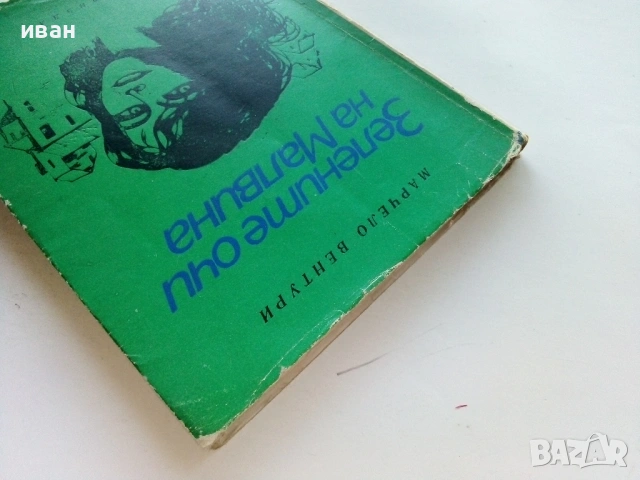 иван
МАРЧЕЛО ВЕНТУРИ
Зелените очи
на Малвина
BAZAR